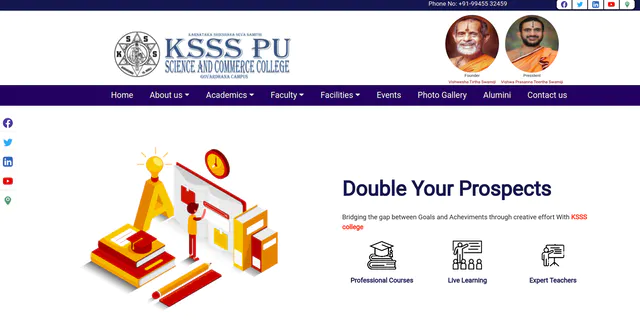 Phone No: +91-99455 32459
KARNATAKA SHIKSHANA SEVA SAMITI
KSSS PU
SCIENCE AND COMMERCE COLLEGE
GOVARDHANA CAMPUS
Founder
Vishwesha Tirtha Swamiji
President
Vishwa Prasanna Teertha Swamiji
Home
About us
Academics
Faculty
Facilities
Events
Photo Gallery
Alumini
Contact us
Double Your Prospects
Bridging the gap between Goals and Acheviments through creative effort With KSSS
college
Professional Courses
Live Learning
Expert Teachers